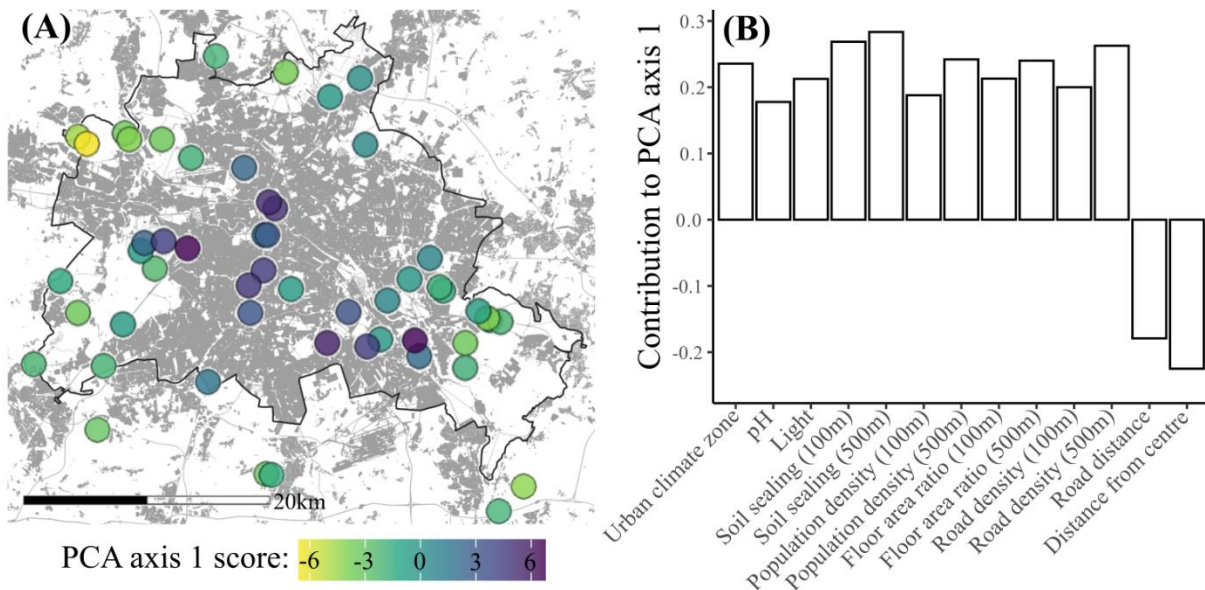 (A)
20km
PCA axis 1 score:
-6 -3 0 3 6
(B)
Contribution to PCA axis 1
0.3
0.2
0.1
0.0
-0.1
-0.2
Urban climate zone
pH
Light
Soil sealing (100m)
Soil sealing (500m)
Population density (100m)
Population density (500m)
Floor area ratio (100m)
Floor area ratio (500m)
Road density (100m)
Road density (500m)
Road distance
Distance from centre